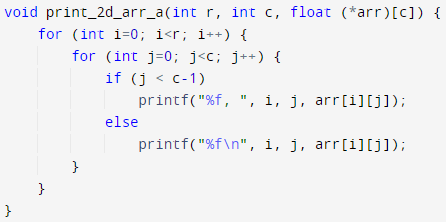 void print_2d_arr_a(int r, int c, float (*arr)[c]) {
    for (int i=0; i<r; i++) {
        for (int j=0; j<c; j++) {
            if (j < c-1)
                printf("%f, ", i, j, arr[i][j]);
            else
                printf("%f\n", i, j, arr[i][j]);
        }
    }
}